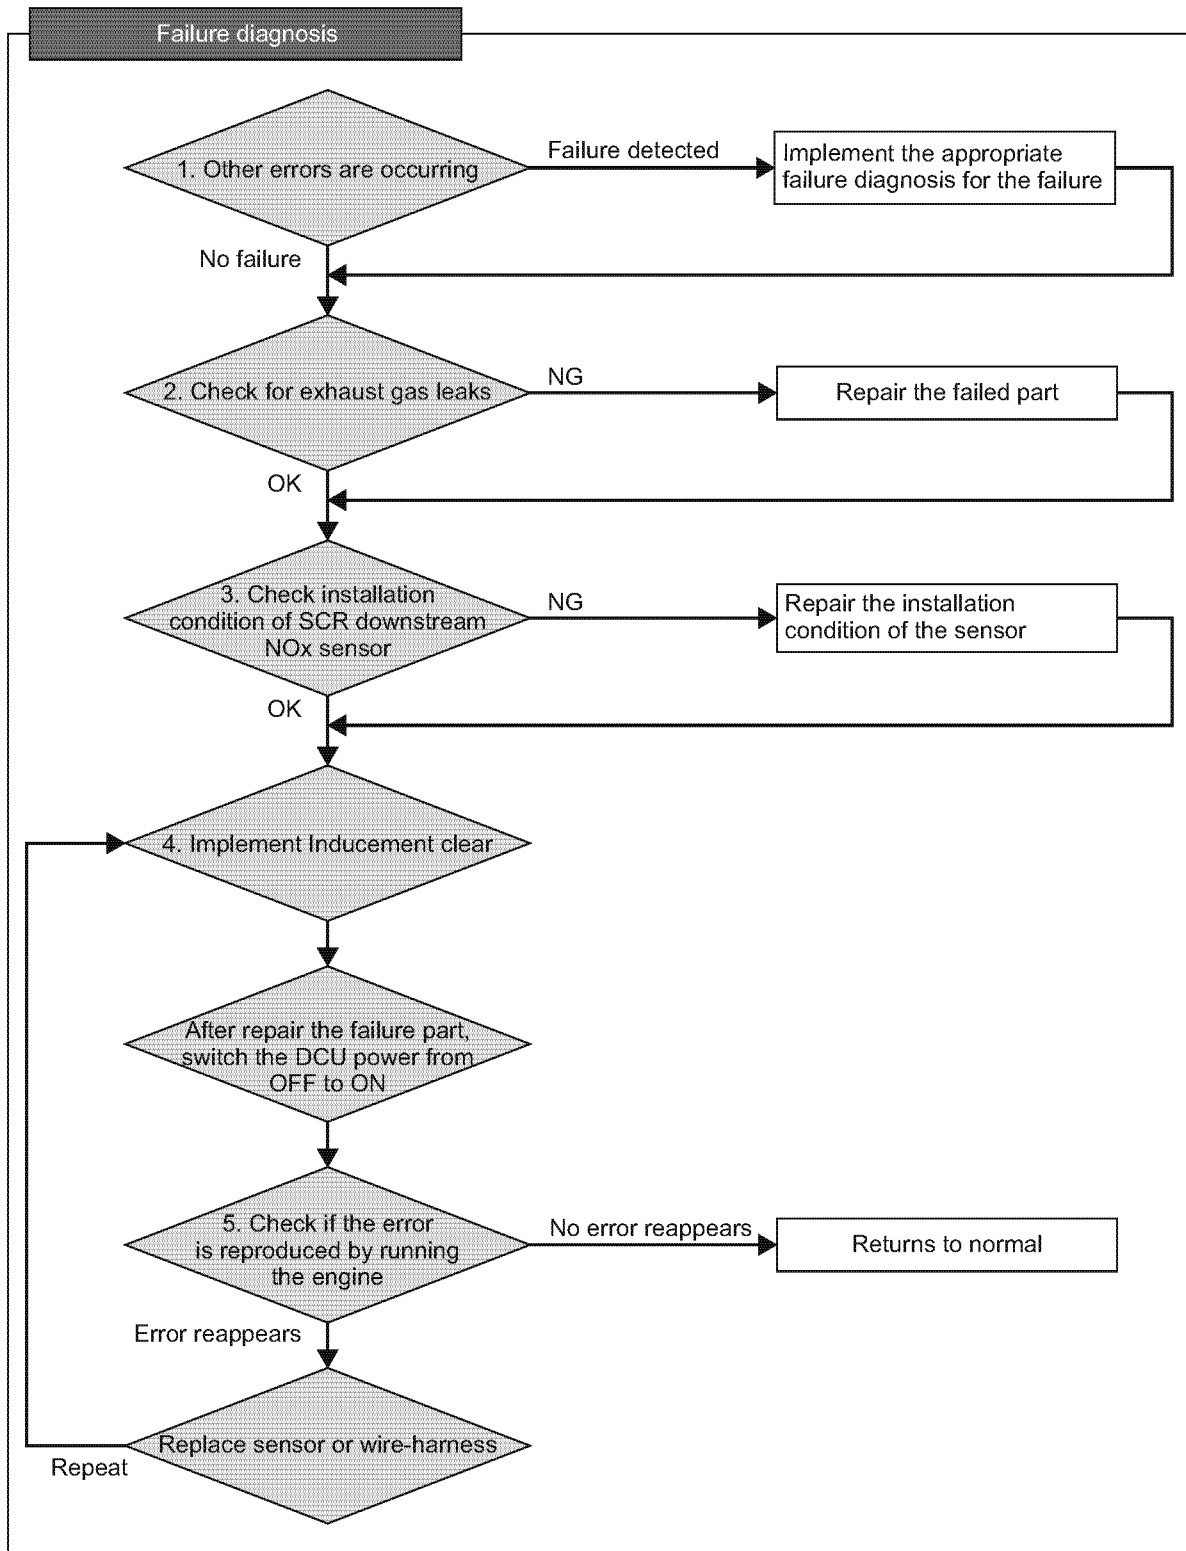 Failure diagnosis
1. Other errors are occurring
Failure detected
Implement the appropriate
failure diagnosis for the failure
No failure
2. Check for exhaust gas leaks
NG
Repair the failed part
OK
3. Check installation
condition of SCR downstream
NOx sensor
NG
Repair the installation
condition of the sensor
OK
4. Implement Inducement clear
After repair the failure part,
switch the DCU power from
OFF to ON
5. Check if the error
is reproduced by running
the engine
No error reappears
Returns to normal
Error reappears
Replace sensor or wire-harness
Repeat